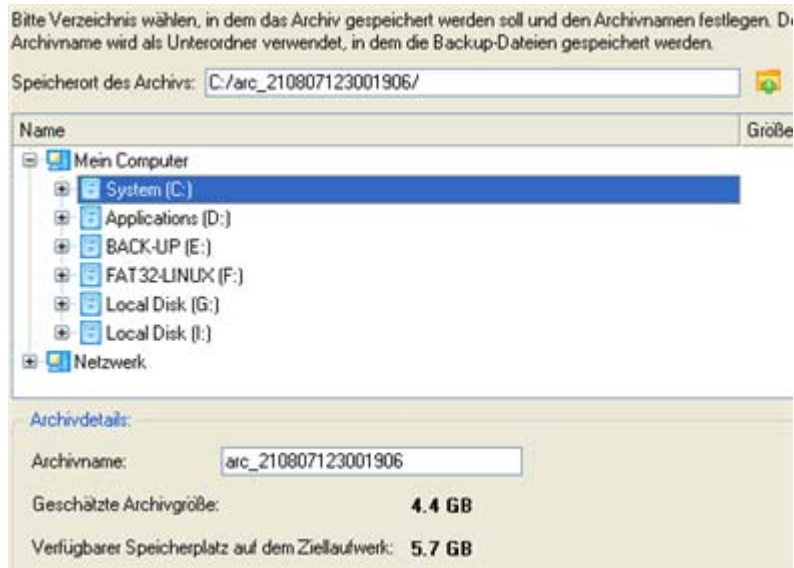 Bitte Verzeichnis wählen, in dem das Archiv gespeichert werden soll und den Archivnamen festlegen.
Archivname wird als Unterordner verwendet, in dem die Backup-Dateien gespeichert werden.
Speicherort des Archivs: C:/arc_210807123001906/
Name Größe
Mein Computer
System (C:)
Applications (D:)
BACK-UP (E:)
FAT32-LINUX (F:)
Local Disk (G:)
Local Disk (I:)
Netzwerk
Archivdetails:
Archivname: arc_210807123001906
Geschätzte Archivgröße: 4.4 GB
Verfügbarer Speicherplatz auf dem Ziellaufwerk: 5.7 GB